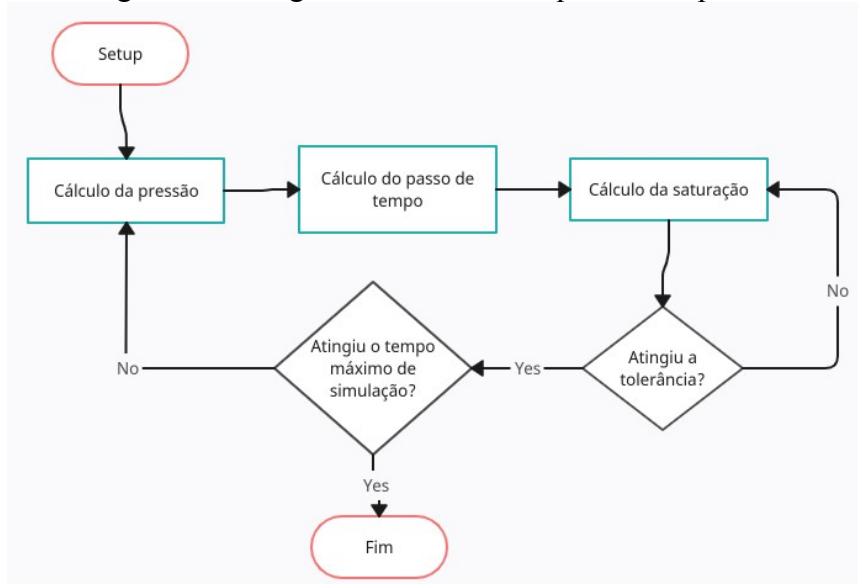 Setup
Cálculo da pressão
Cálculo do passo de
tempo
Cálculo da saturação
No
Atingiu o tempo
máximo de
simulação?
Atingiu a
tolerância?
No
Yes
Yes
Fim